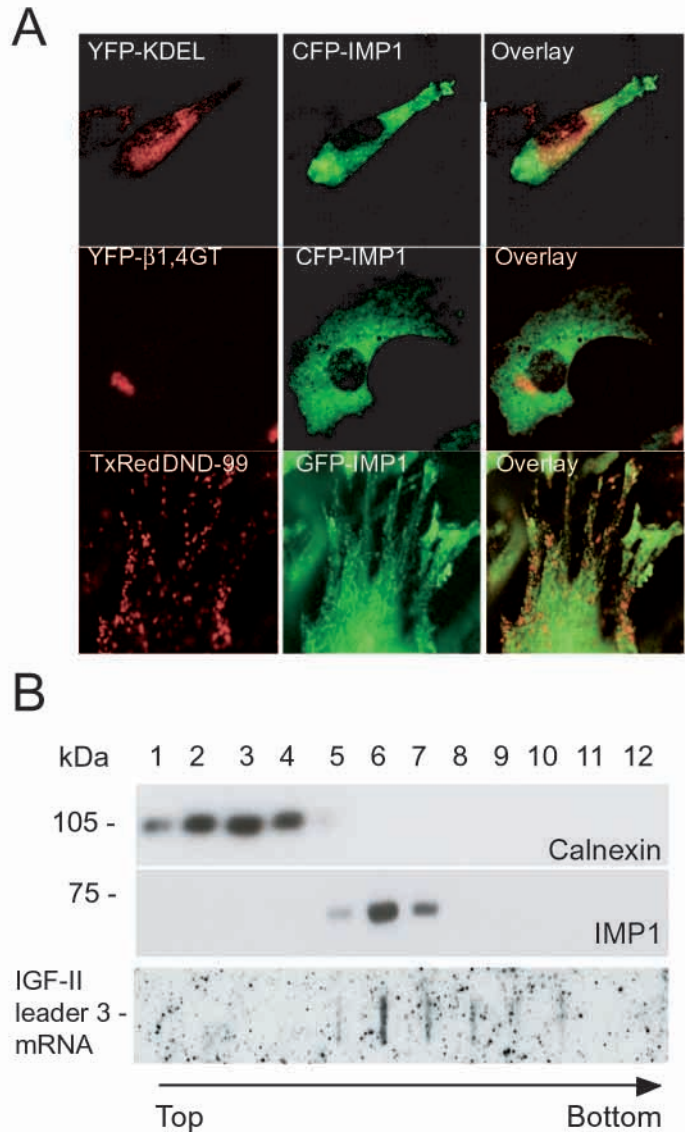 A
YFP-KDEL CFP-IMP1 Overlay
YFP-β1,4GT CFP-IMP1 Overlay
TxRedDND-99 GFP-IMP1 Overlay
B
kDa 1 2 3 4 5 6 7 8 9 10 11 12
105 -
Calnexin
75 -
IMP1
IGF-II
leader 3 -
mRNA
Top Bottom